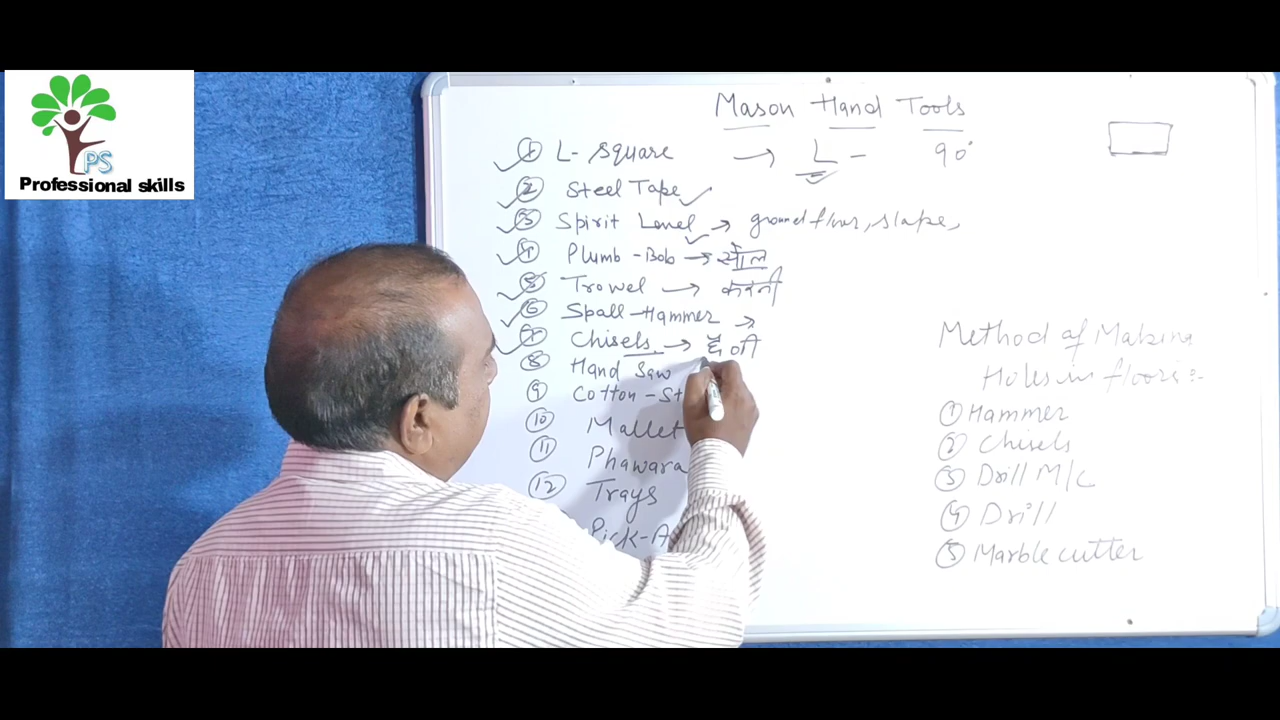 PS
Professional skills
Mason Hand Tools
① L- Square → L - 90°
② Steel Tape
③ Spirit Level → ground floor, slape,
④ Plumb -Bob → सोल
⑤ Trowel → करनी
⑥ Spall-Hammer →
⑦ Chisels →
⑧ Hand Saw
⑨ Cotton - St
⑩ Mallet
⑪ Phawara
⑫ Trays
Pick-A
Method of Making
Holes in floors:-
① Hammer
② Chisels
③ Drill M/C
④ Drill
⑤ Marble cutter